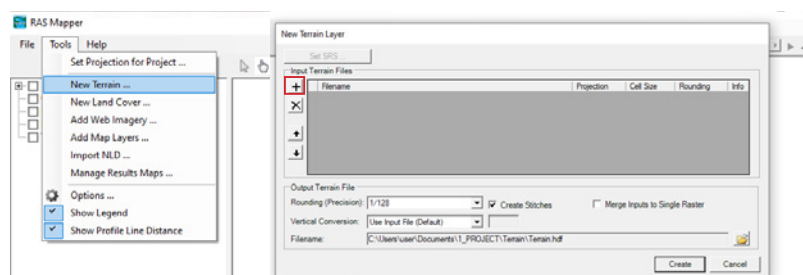 RAS Mapper
File Tools Help
Set Projection for Project ...
New Terrain ...
New Land Cover ...
Add Web Imagery ...
Add Map Layers ...
Import NLD ...
Manage Results Maps ...
Options ...
Show Legend
Show Profile Line Distance
New Terrain Layer
Set SRS ...
Input Terrain Files
Filename Projection Cell Size Rounding Info
Output Terrain File
Rounding (Precision): 1/128 Create Stitches Merge Inputs to Single Raster
Vertical Conversion: Use Input File (Default)
Filename: C:\Users\user\Documents\1_PROJECT\Terrain\Terrain.hdf
Create Cancel